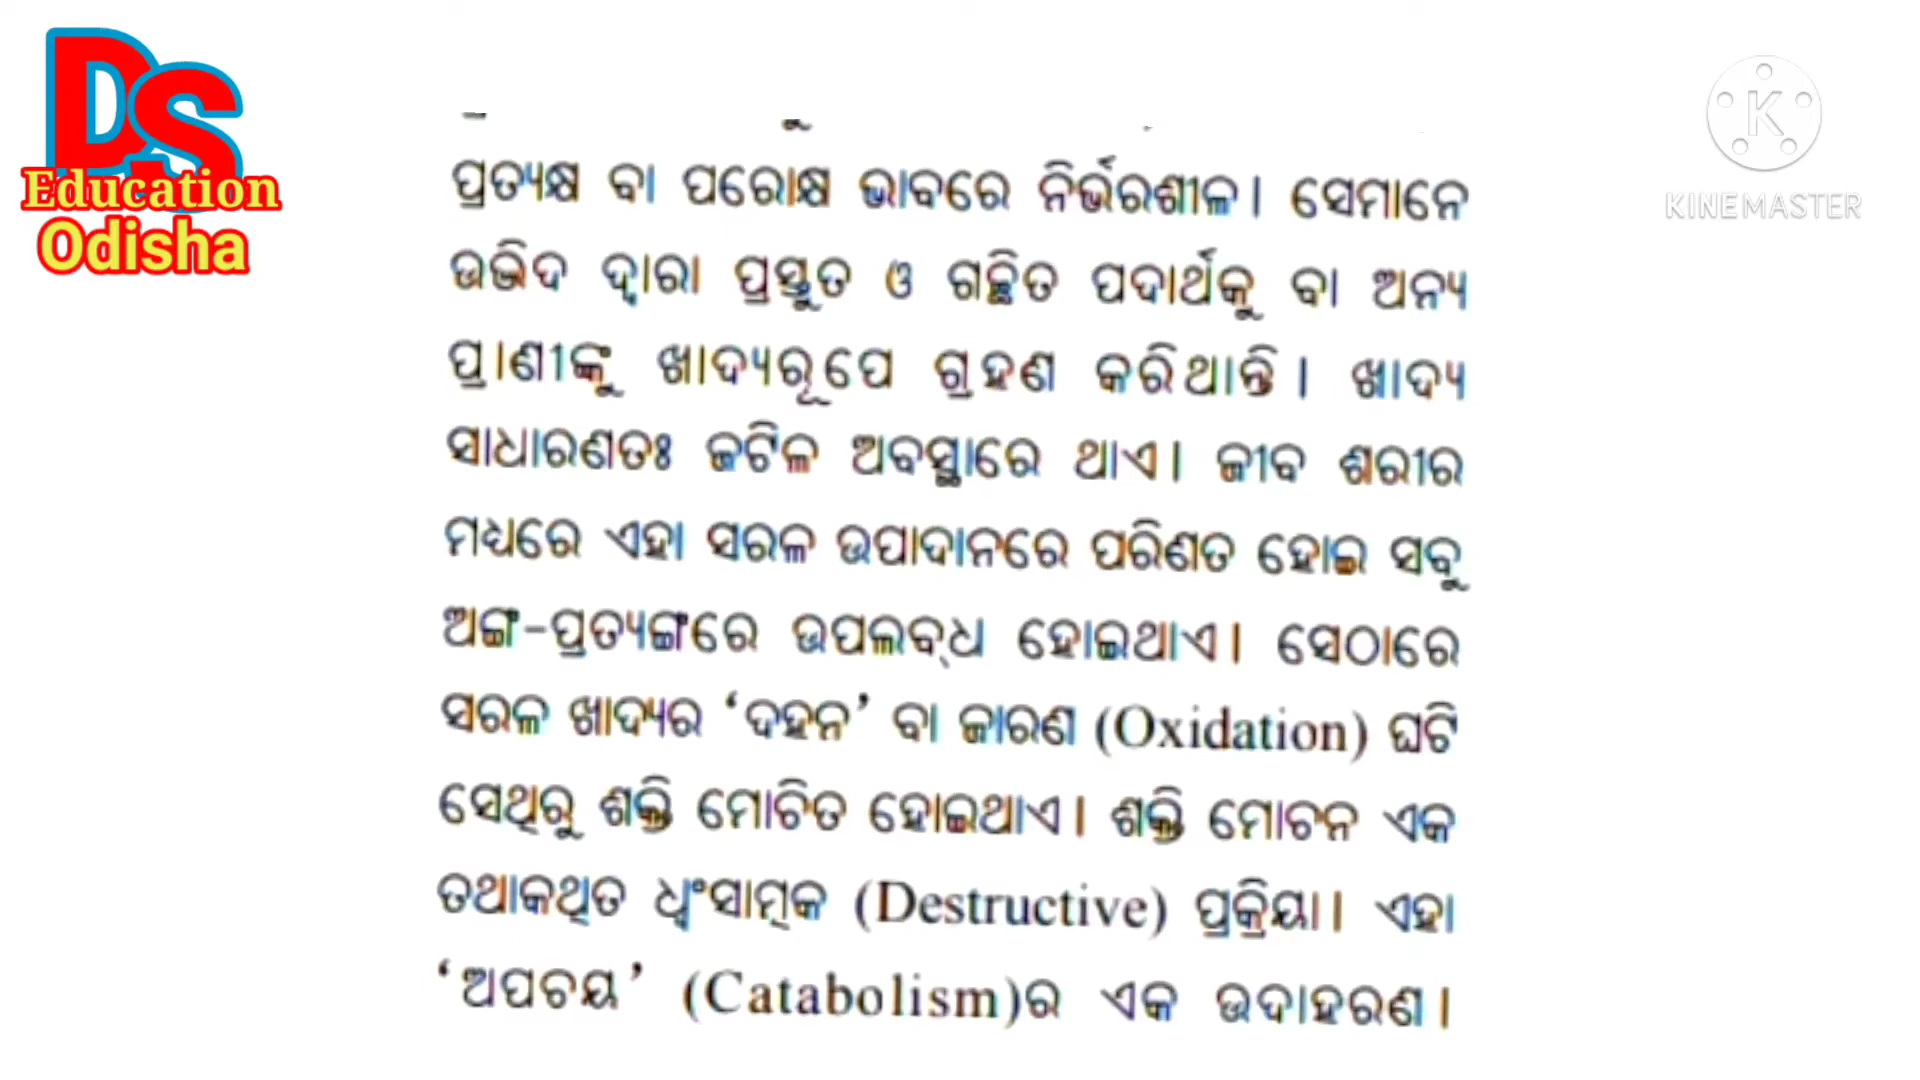 DS
Education
Odisha
K
KINEMASTER
ପ୍ରତ୍ୟକ୍ଷ ବା ପରୋକ୍ଷ ଭାବରେ ନିର୍ଭରଶୀଳ। ସେମାନେ
ଉଦ୍ଭିଦ ଦ୍ୱାରା ପ୍ରସ୍ତୁତ ଓ ଗଚ୍ଛିତ ପଦାର୍ଥକୁ ବା ଅନ୍ୟ
ପ୍ରାଣୀଙ୍କୁ ଖାଦ୍ୟରୂପେ ଗ୍ରହଣ କରିଥାନ୍ତି। ଖାଦ୍ୟ
ସାଧାରଣତଃ ଜଟିଳ ଅବସ୍ଥାରେ ଥାଏ। ଜୀବ ଶରୀର
ମଧ୍ୟରେ ଏହା ସରଳ ଉପାଦାନରେ ପରିଣତ ହୋଇ ସବୁ
ଅଙ୍ଗ-ପ୍ରତ୍ୟଙ୍ଗରେ ଉପଲବ୍ଧ ହୋଇଥାଏ। ସେଠାରେ
ସରଳ ଖାଦ୍ୟର ‘ଦହନ’ ବା ଜାରଣ (Oxidation) ଘଟି
ସେଥିରୁ ଶକ୍ତି ମୋଚିତ ହୋଇଥାଏ। ଶକ୍ତି ମୋଚନ ଏକ
ତଥାକଥିତ ଧ୍ୱଂସାତ୍ମକ (Destructive) ପ୍ରକ୍ରିୟା। ଏହା
‘ଅପଚୟ’ (Catabolism)ର ଏକ ଉଦାହରଣ।